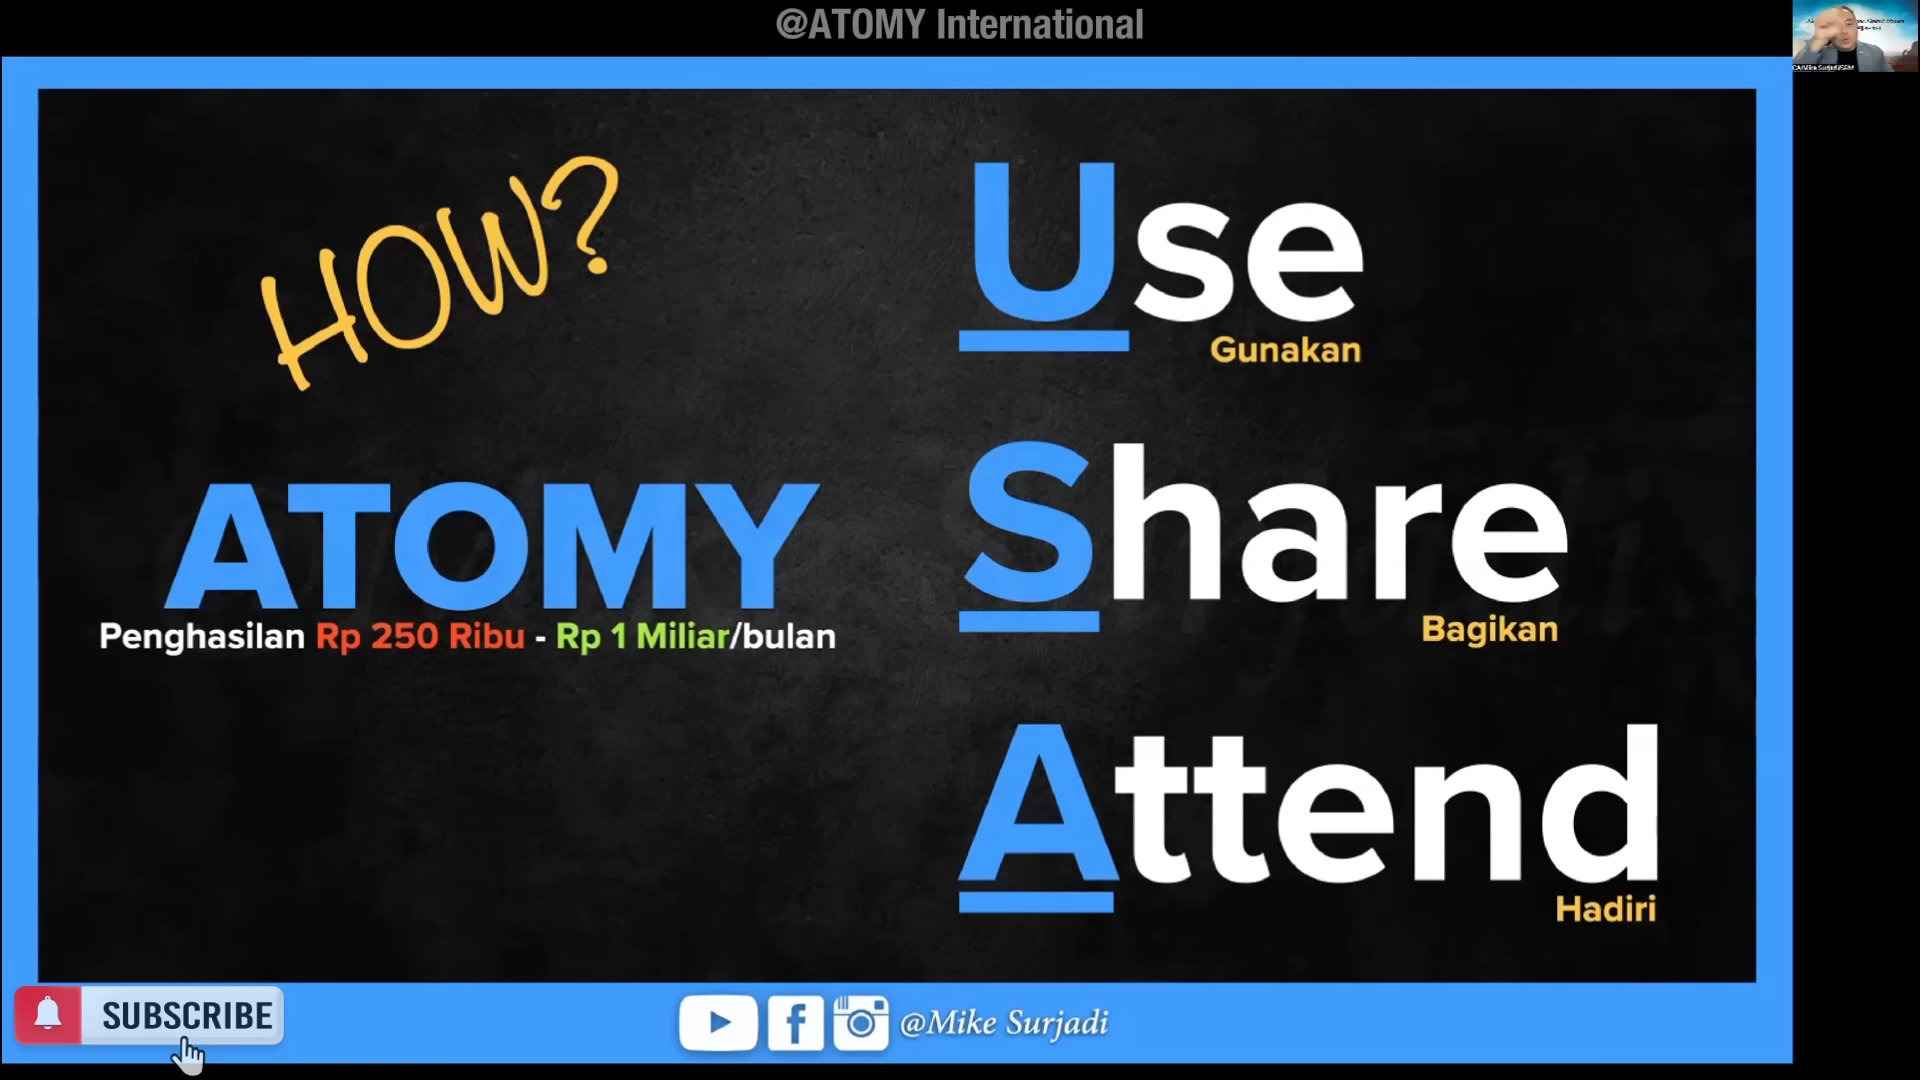 @ATOMY International
HOW?
ATOMY
Penghasilan Rp 250 Ribu - Rp 1 Miliar/bulan
Use
Gunakan
Share
Bagikan
Attend
Hadiri
SUBSCRIBE
@Mike Surjadi